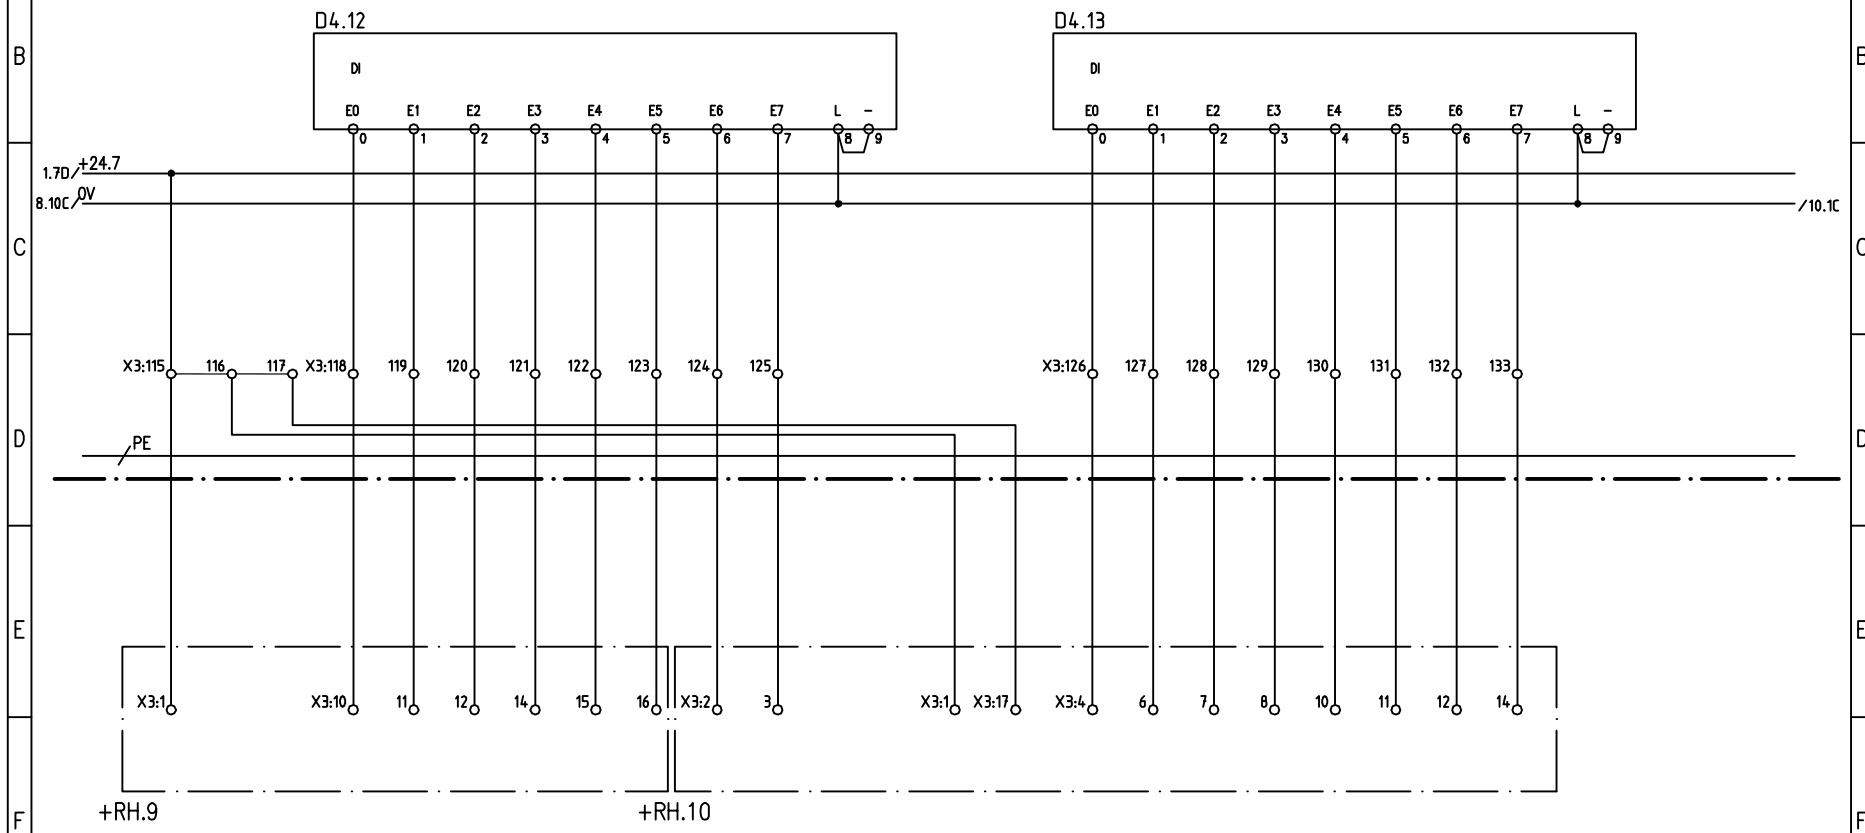 D4.12 D4.13
B B
DI DI
E0 E1 E2 E3 E4 E5 E6 E7 L - E0 E1 E2 E3 E4 E5 E6 E7 L -
0 1 2 3 4 5 6 7 8 9 0 1 2 3 4 5 6 7 8 9
1.7D/ +24.7
8.10C/ 0V /10.1C
C C
X3:115 116 117 X3:118 119 120 121 122 123 124 125 X3:126 127 128 129 130 131 132 133
D PE D
E E
X3:1 X3:10 11 12 14 15 16 X3:2 3 X3:1 X3:17 X3:4 6 7 8 10 11 12 14
+RH.9 +RH.10
F F